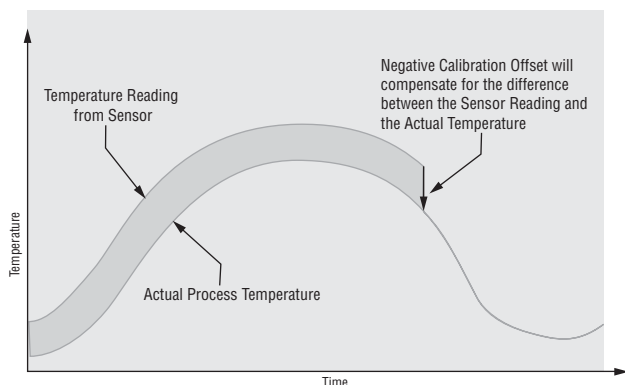 Negative Calibration Offset will
compensate for the difference
between the Sensor Reading and
the Actual Temperature
Temperature Reading
from Sensor
Temperature
Actual Process Temperature
Time